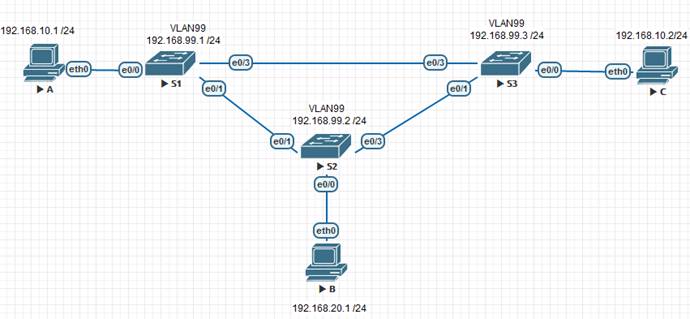 VLAN99
192.168.99.1 /24
VLAN99
192.168.99.3 /24
192.168.10.1 /24
192.168.10.2/24
eth0
e0/0
e0/3
e0/3
e0/0
eth0
A
S1
S3
C
e0/1
e0/1
VLAN99
192.168.99.2 /24
e0/1
e0/3
S2
e0/0
eth0
B
192.168.20.1 /24